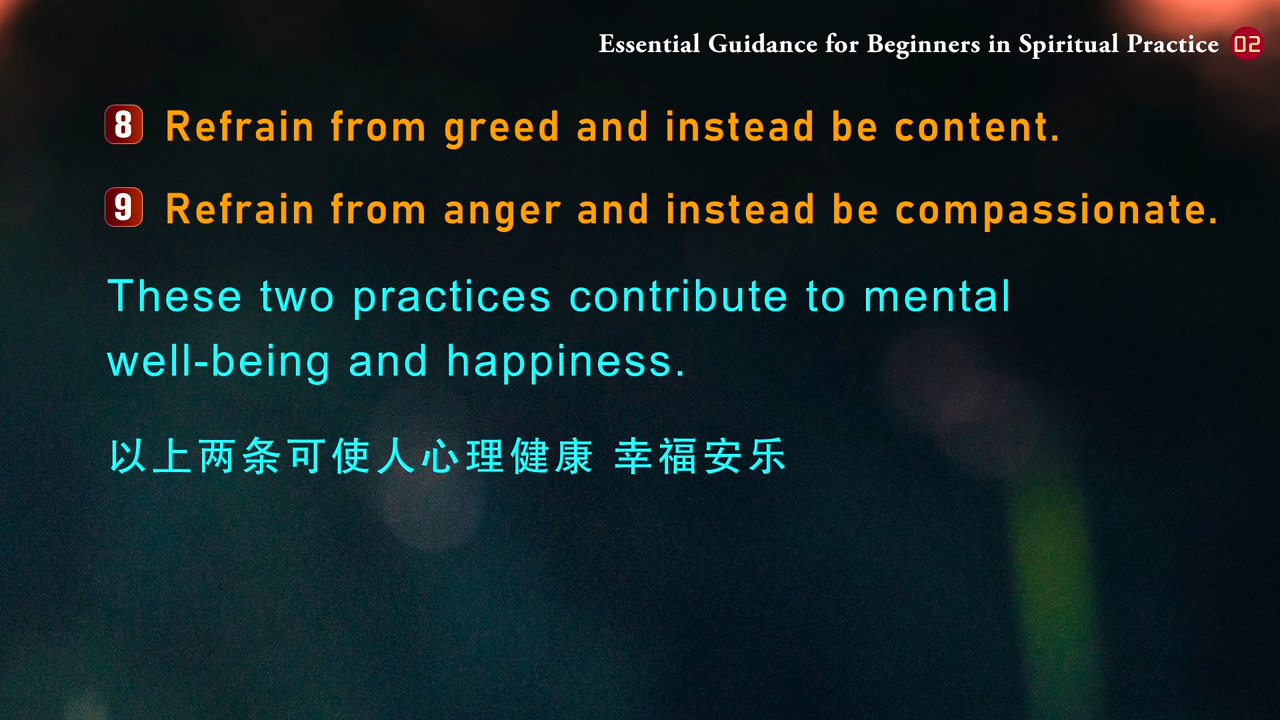 Essential Guidance for Beginners in Spiritual Practice 02
8 Refrain from greed and instead be content.
9 Refrain from anger and instead be compassionate.
These two practices contribute to mental
well-being and happiness.
以上两条可使人心理健康 幸福安乐